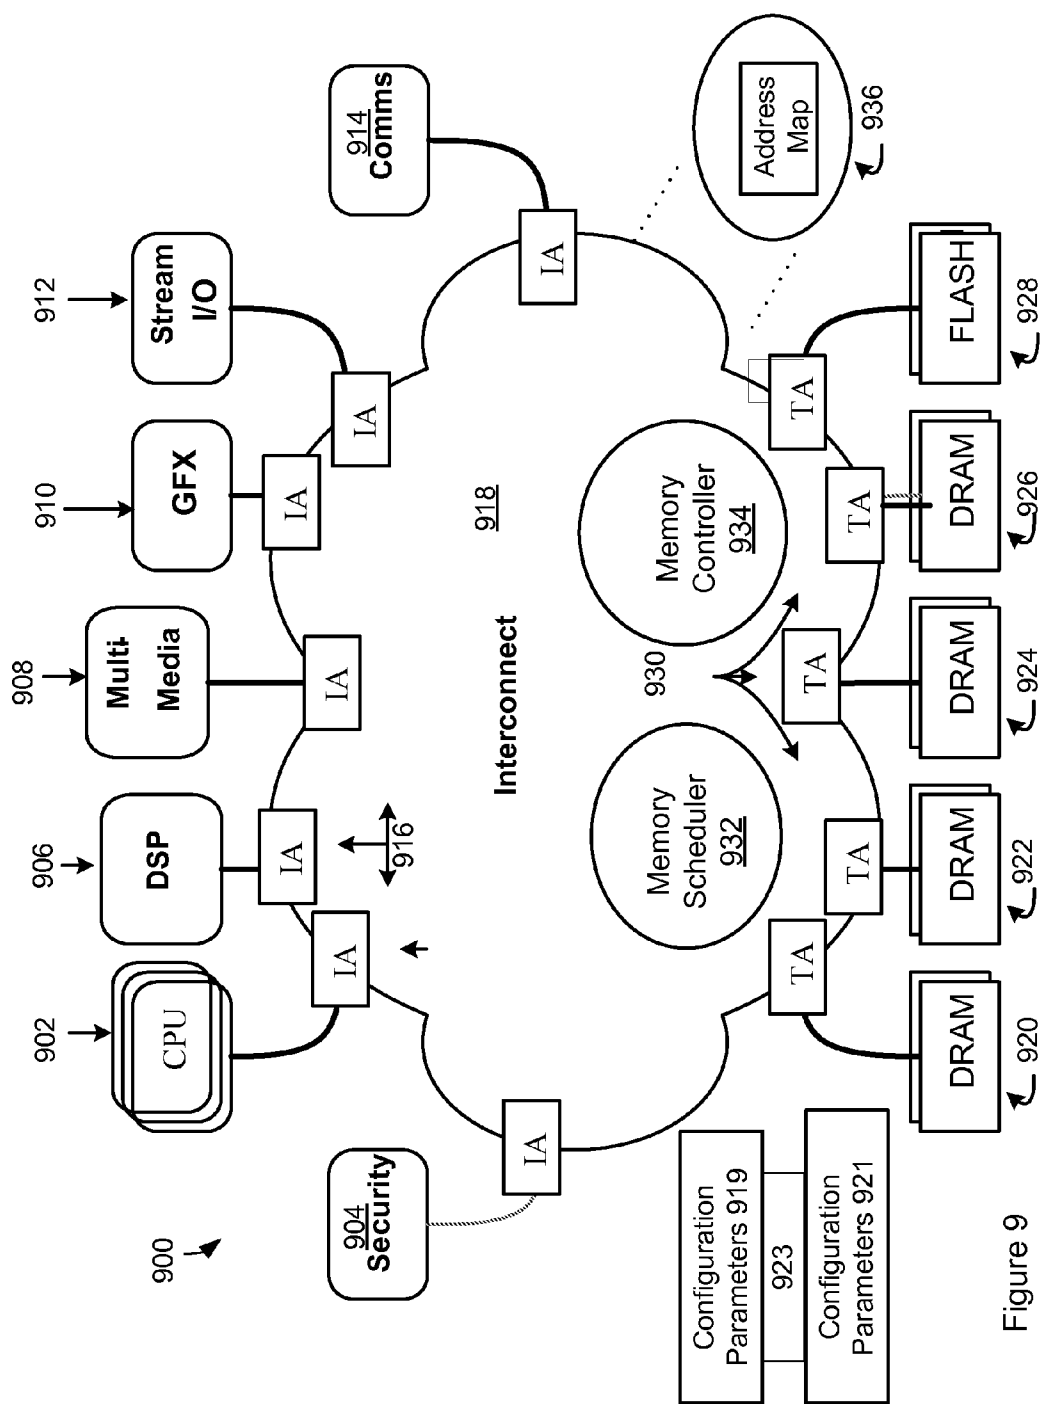 900
902
CPU
906
DSP
908
Multi-
Media
910
GFX
912
Stream
I/O
904
Security
914
Comms
IA
IA
IA
IA
IA
IA
IA
916
Interconnect
918
Memory
Scheduler
932
930
Memory
Controller
934
Address
Map
936
TA
TA
TA
TA
TA
Configuration
Parameters 919
923
Configuration
Parameters 921
DRAM
920
DRAM
922
DRAM
924
DRAM
926
FLASH
928
Figure 9